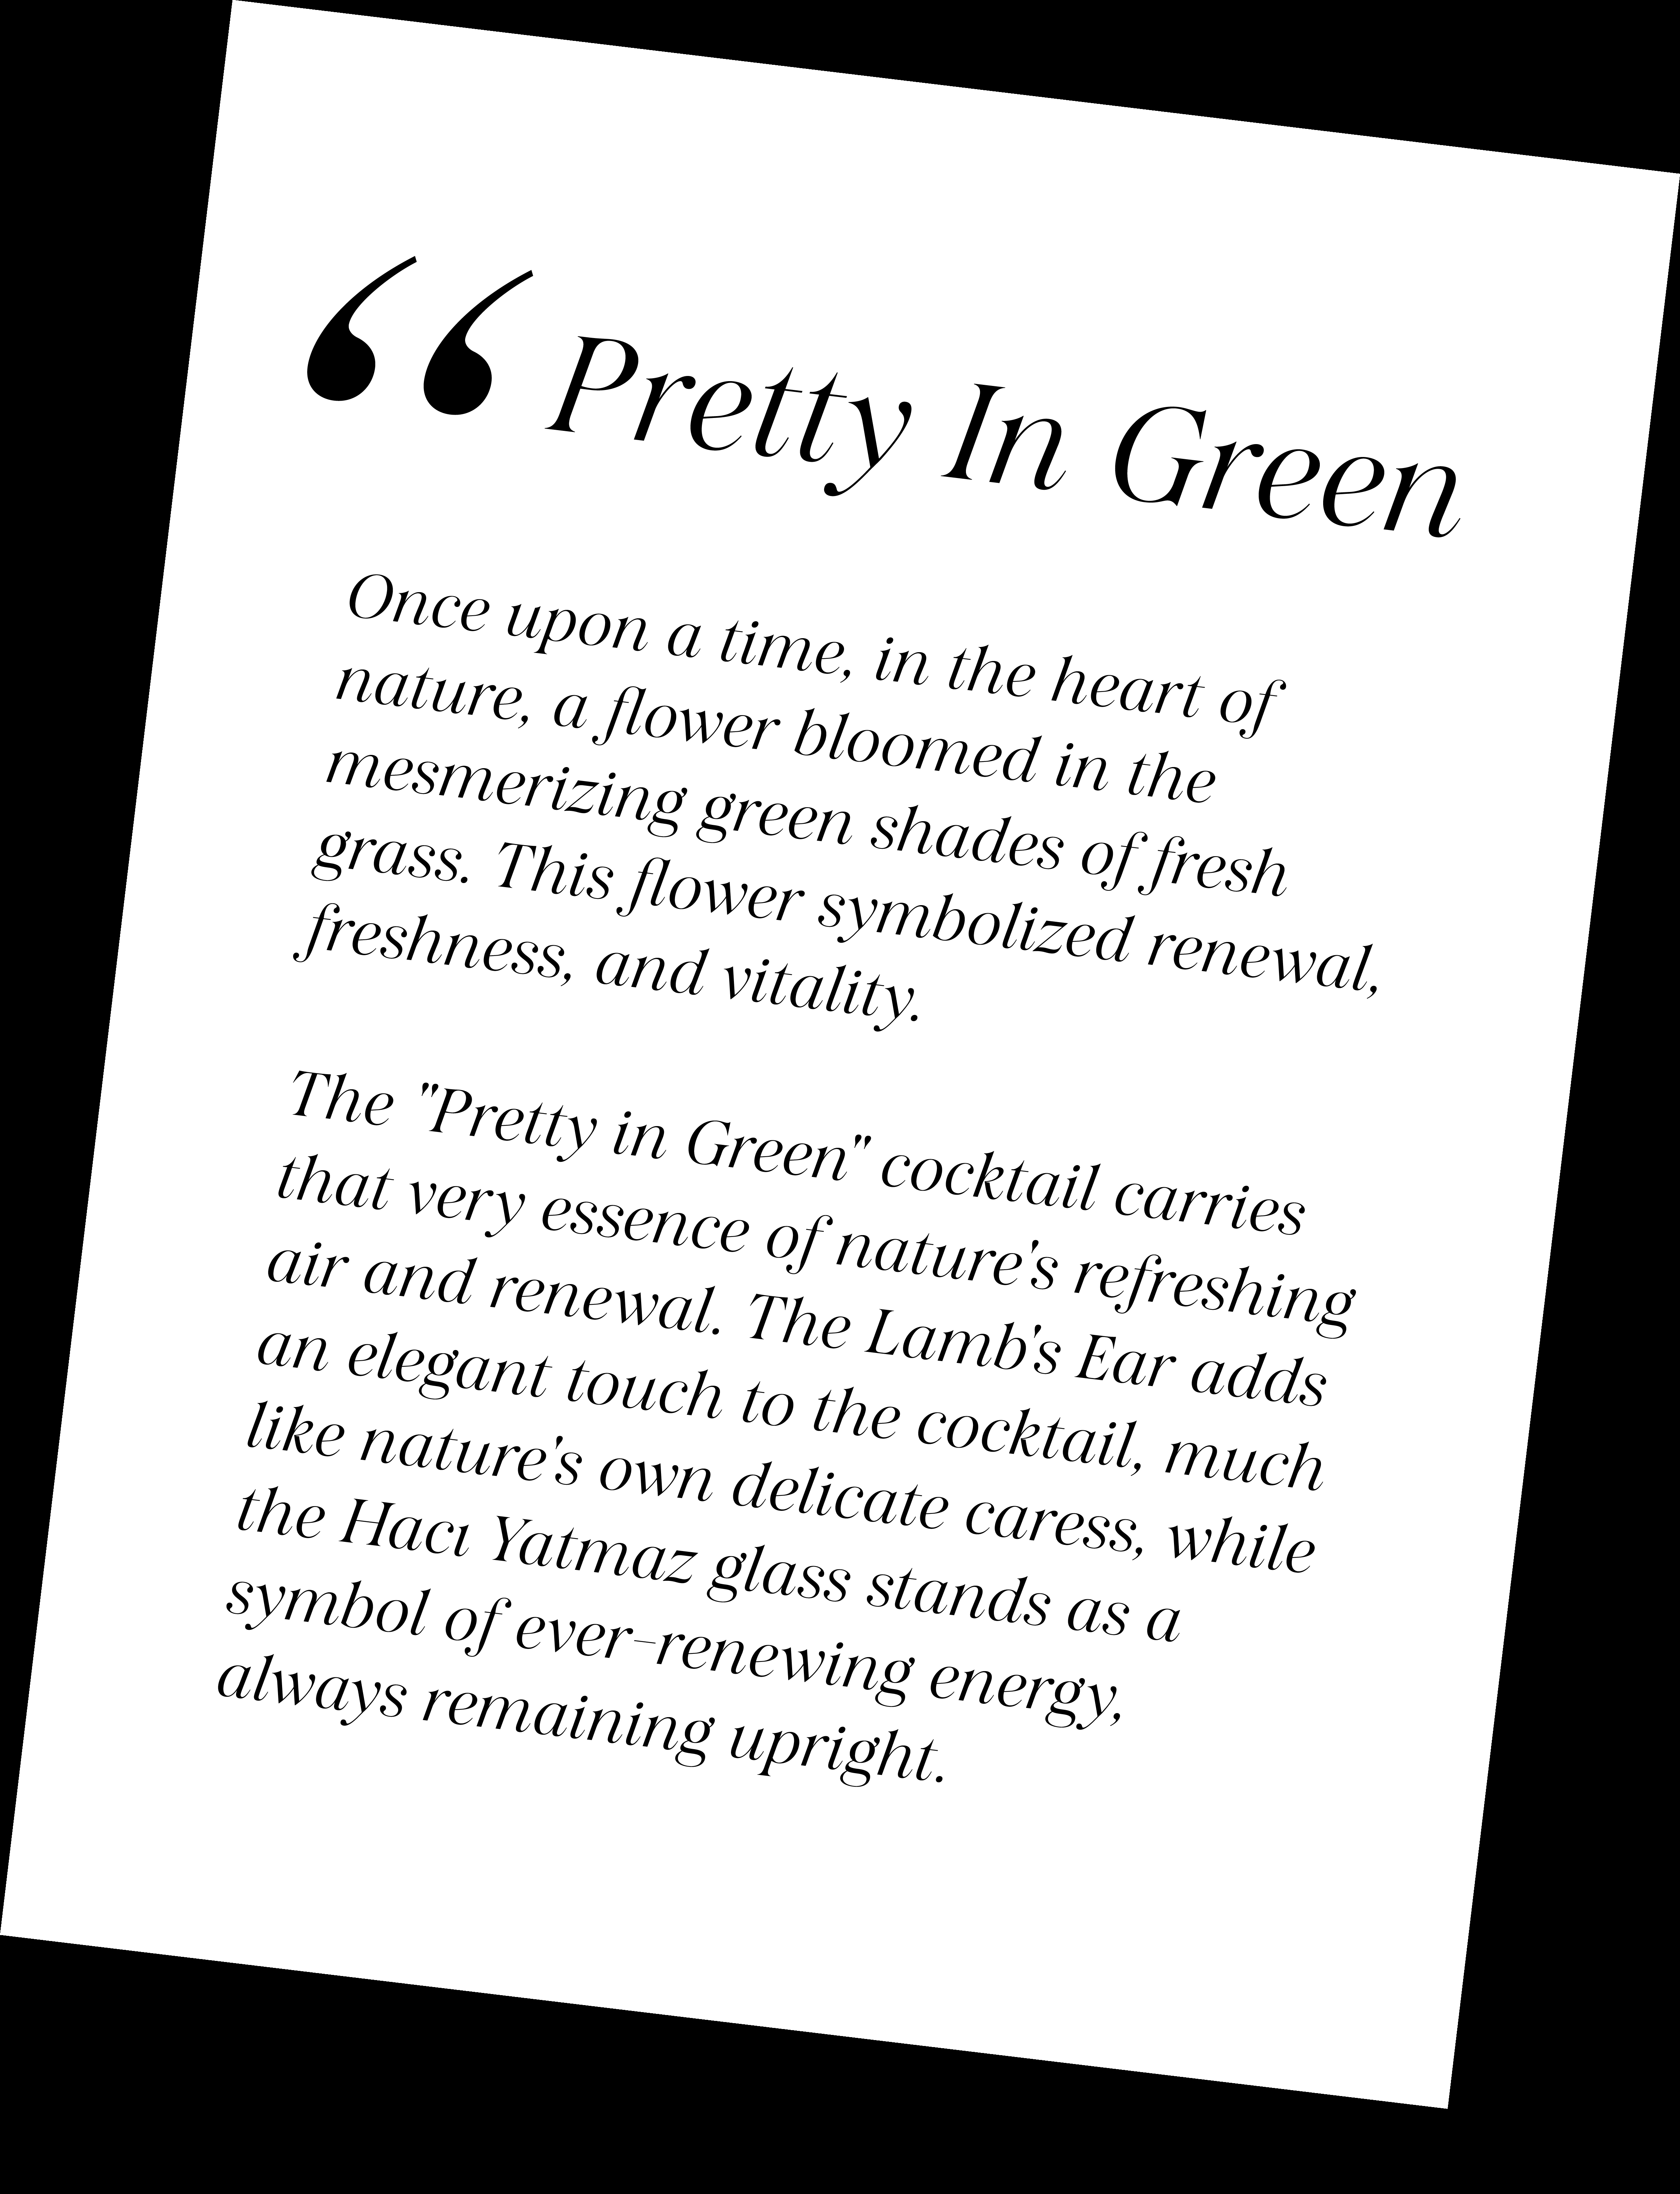 “ Pretty In Green
Once upon a time, in the heart of
nature, a flower bloomed in the
mesmerizing green shades of fresh
grass. This flower symbolized renewal,
freshness, and vitality.
The "Pretty in Green" cocktail carries
that very essence of nature's refreshing
air and renewal. The Lamb's Ear adds
an elegant touch to the cocktail, much
like nature's own delicate caress, while
the Hacı Yatmaz glass stands as a
symbol of ever-renewing energy,
always remaining upright.